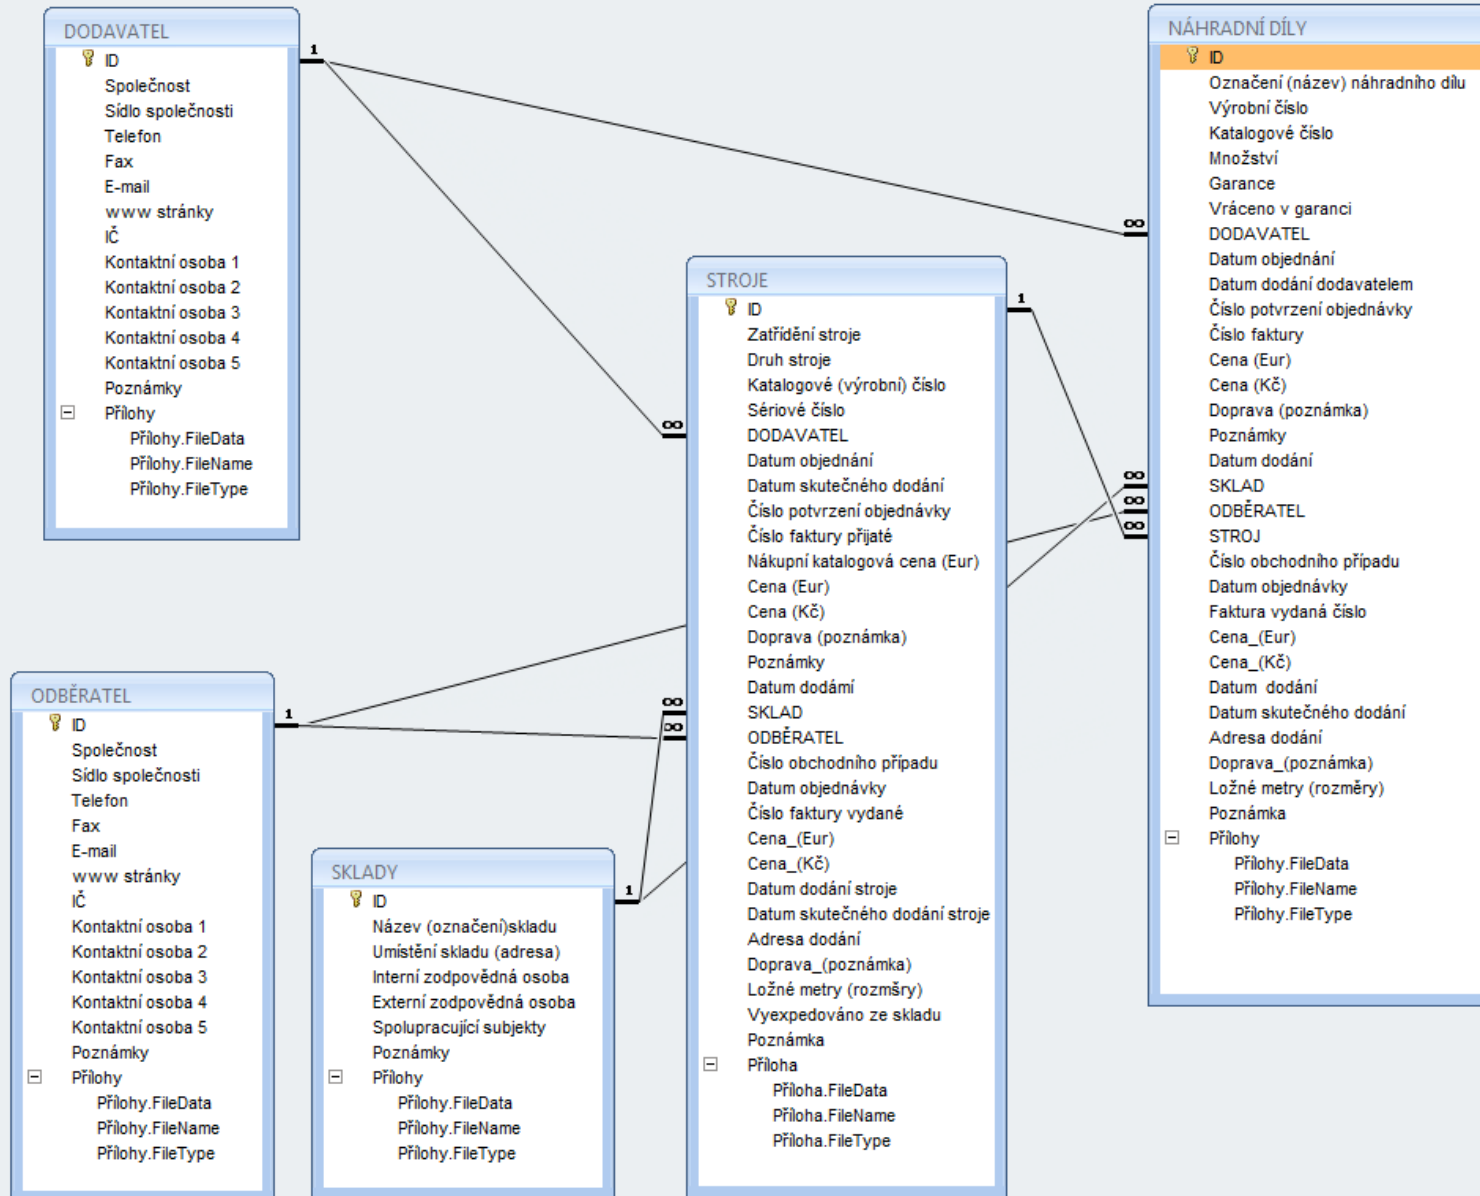 DODAVATEL
ID
Společnost
Sídlo společnosti
Telefon
Fax
E-mail
www stránky
IČ
Kontaktní osoba 1
Kontaktní osoba 2
Kontaktní osoba 3
Kontaktní osoba 4
Kontaktní osoba 5
Poznámky
Přílohy
Přílohy.FileData
Přílohy.FileName
Přílohy.FileType
1
∞
∞
ODBĚRATEL
ID
Společnost
Sídlo společnosti
Telefon
Fax
E-mail
www stránky
IČ
Kontaktní osoba 1
Kontaktní osoba 2
Kontaktní osoba 3
Kontaktní osoba 4
Kontaktní osoba 5
Poznámky
Přílohy
Přílohy.FileData
Přílohy.FileName
Přílohy.FileType
1
∞
∞
SKLADY
ID
Název (označení)skladu
Umístění skladu (adresa)
Interní zodpovědná osoba
Externí zodpovědná osoba
Spolupracující subjekty
Poznámky
Přílohy
Přílohy.FileData
Přílohy.FileName
Přílohy.FileType
1
STROJE
ID
Zatřídění stroje
Druh stroje
Katalogové (výrobní) číslo
Sériové číslo
DODAVATEL
Datum objednání
Datum skutečného dodání
Číslo potvrzení objednávky
Číslo faktury přijaté
Nákupní katalogová cena (Eur)
Cena (Eur)
Cena (Kč)
Doprava (poznámka)
Poznámky
Datum dodámí
SKLAD
ODBĚRATEL
Číslo obchodního případu
Datum objednávky
Číslo faktury vydané
Cena_(Eur)
Cena_(Kč)
Datum dodání stroje
Datum skutečného dodání stroje
Adresa dodání
Doprava_(poznámka)
Ložné metry (rozmšry)
Vyexpedováno ze skladu
Poznámka
Příloha
Příloha.FileData
Příloha.FileName
Příloha.FileType
1
∞
∞
∞
NÁHRADNÍ DÍLY
ID
Označení (název) náhradního dílu
Výrobní číslo
Katalogové číslo
Množství
Garance
Vráceno v garanci
DODAVATEL
Datum objednání
Datum dodání dodavatelem
Číslo potvrzení objednávky
Číslo faktury
Cena (Eur)
Cena (Kč)
Doprava (poznámka)
Poznámky
Datum dodání
SKLAD
ODBĚRATEL
STROJ
Číslo obchodního případu
Datum objednávky
Faktura vydaná číslo
Cena_(Eur)
Cena_(Kč)
Datum  dodání
Datum skutečného dodání
Adresa dodání
Doprava_(poznámka)
Ložné metry (rozměry)
Poznámka
Přílohy
Přílohy.FileData
Přílohy.FileName
Přílohy.FileType